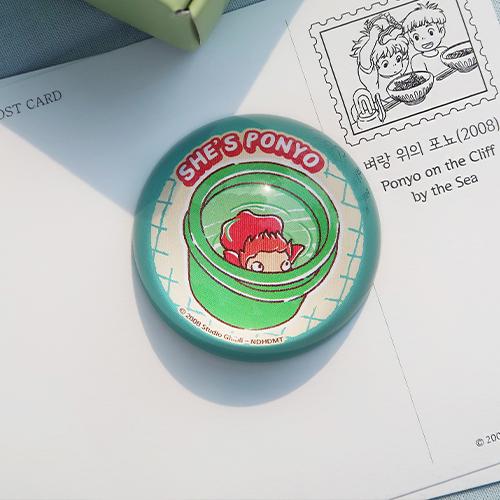 OST CARD
SHE'S PONYO
© 2008 Studio Ghibli - NDHDMT
벼랑 위의 포뇨(2008)
Ponyo on the Cliff
by the Sea
© 200